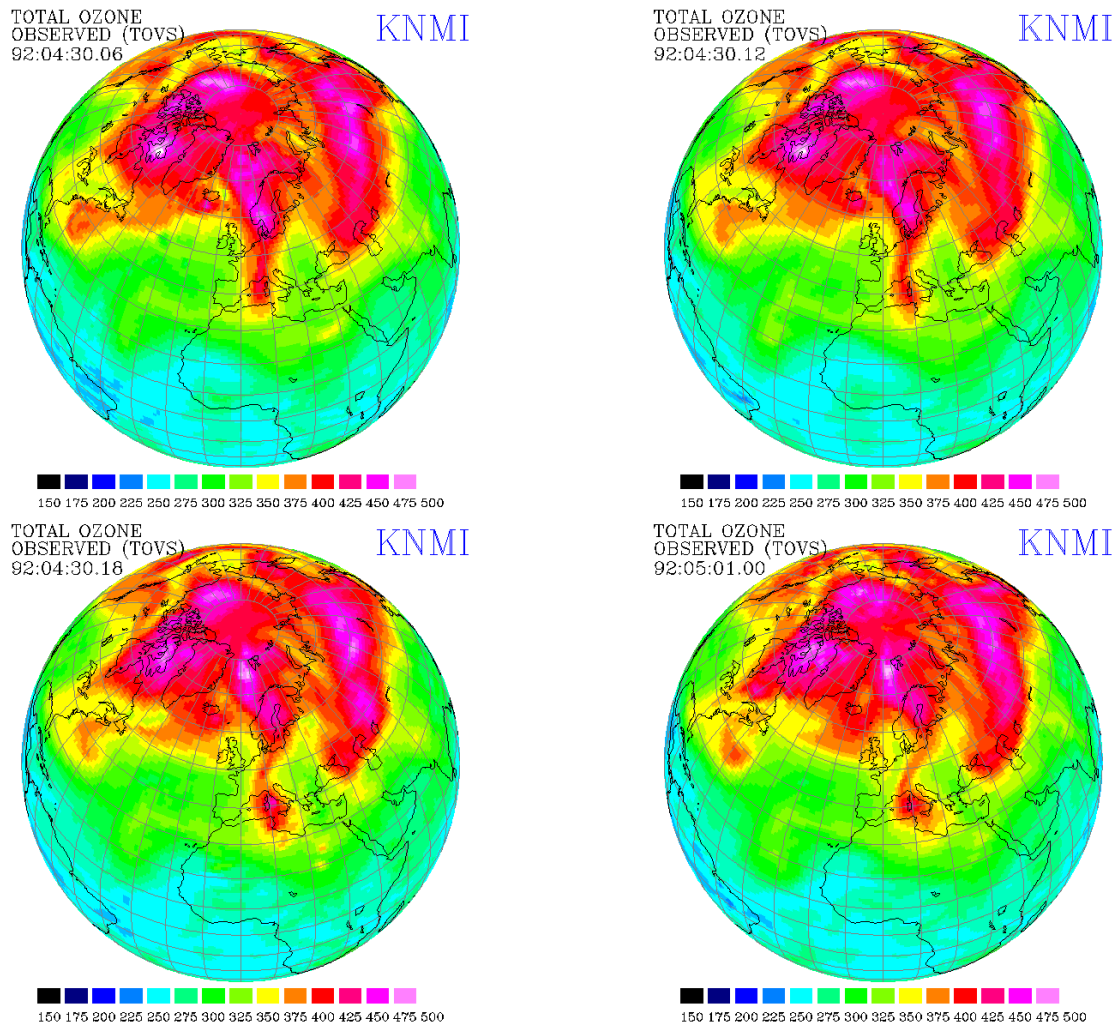 TOTAL OZONE
OBSERVED (TOVS)
92:04:30.06
KNMI
150 175 200 225 250 275 300 325 350 375 400 425 450 475 500
TOTAL OZONE
OBSERVED (TOVS)
92:04:30.12
KNMI
150 175 200 225 250 275 300 325 350 375 400 425 450 475 500
TOTAL OZONE
OBSERVED (TOVS)
92:04:30.18
KNMI
150 175 200 225 250 275 300 325 350 375 400 425 450 475 500
TOTAL OZONE
OBSERVED (TOVS)
92:05:01.00
KNMI
150 175 200 225 250 275 300 325 350 375 400 425 450 475 500